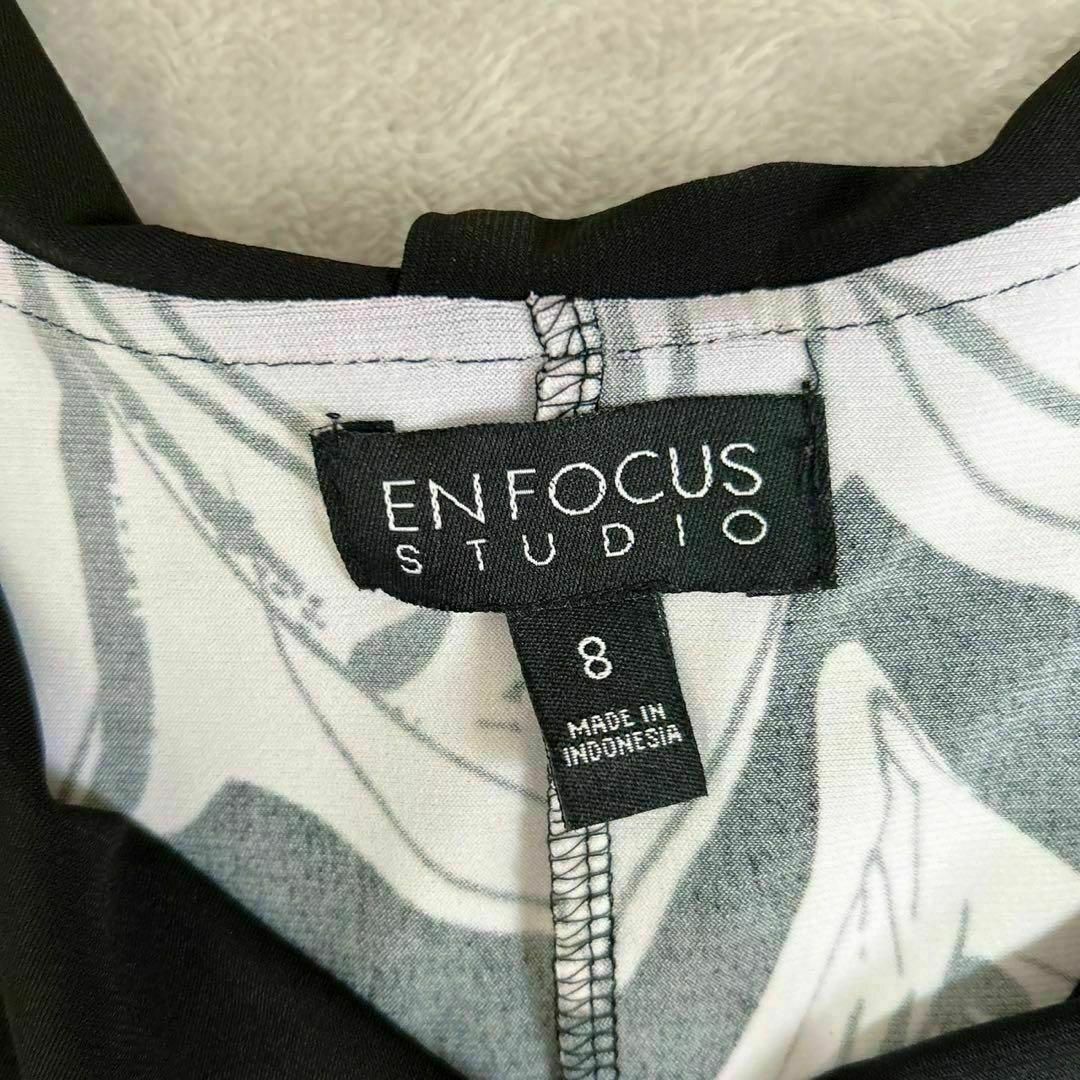 EN FOCUS
STUDIO
8
MADE IN
INDONESIA